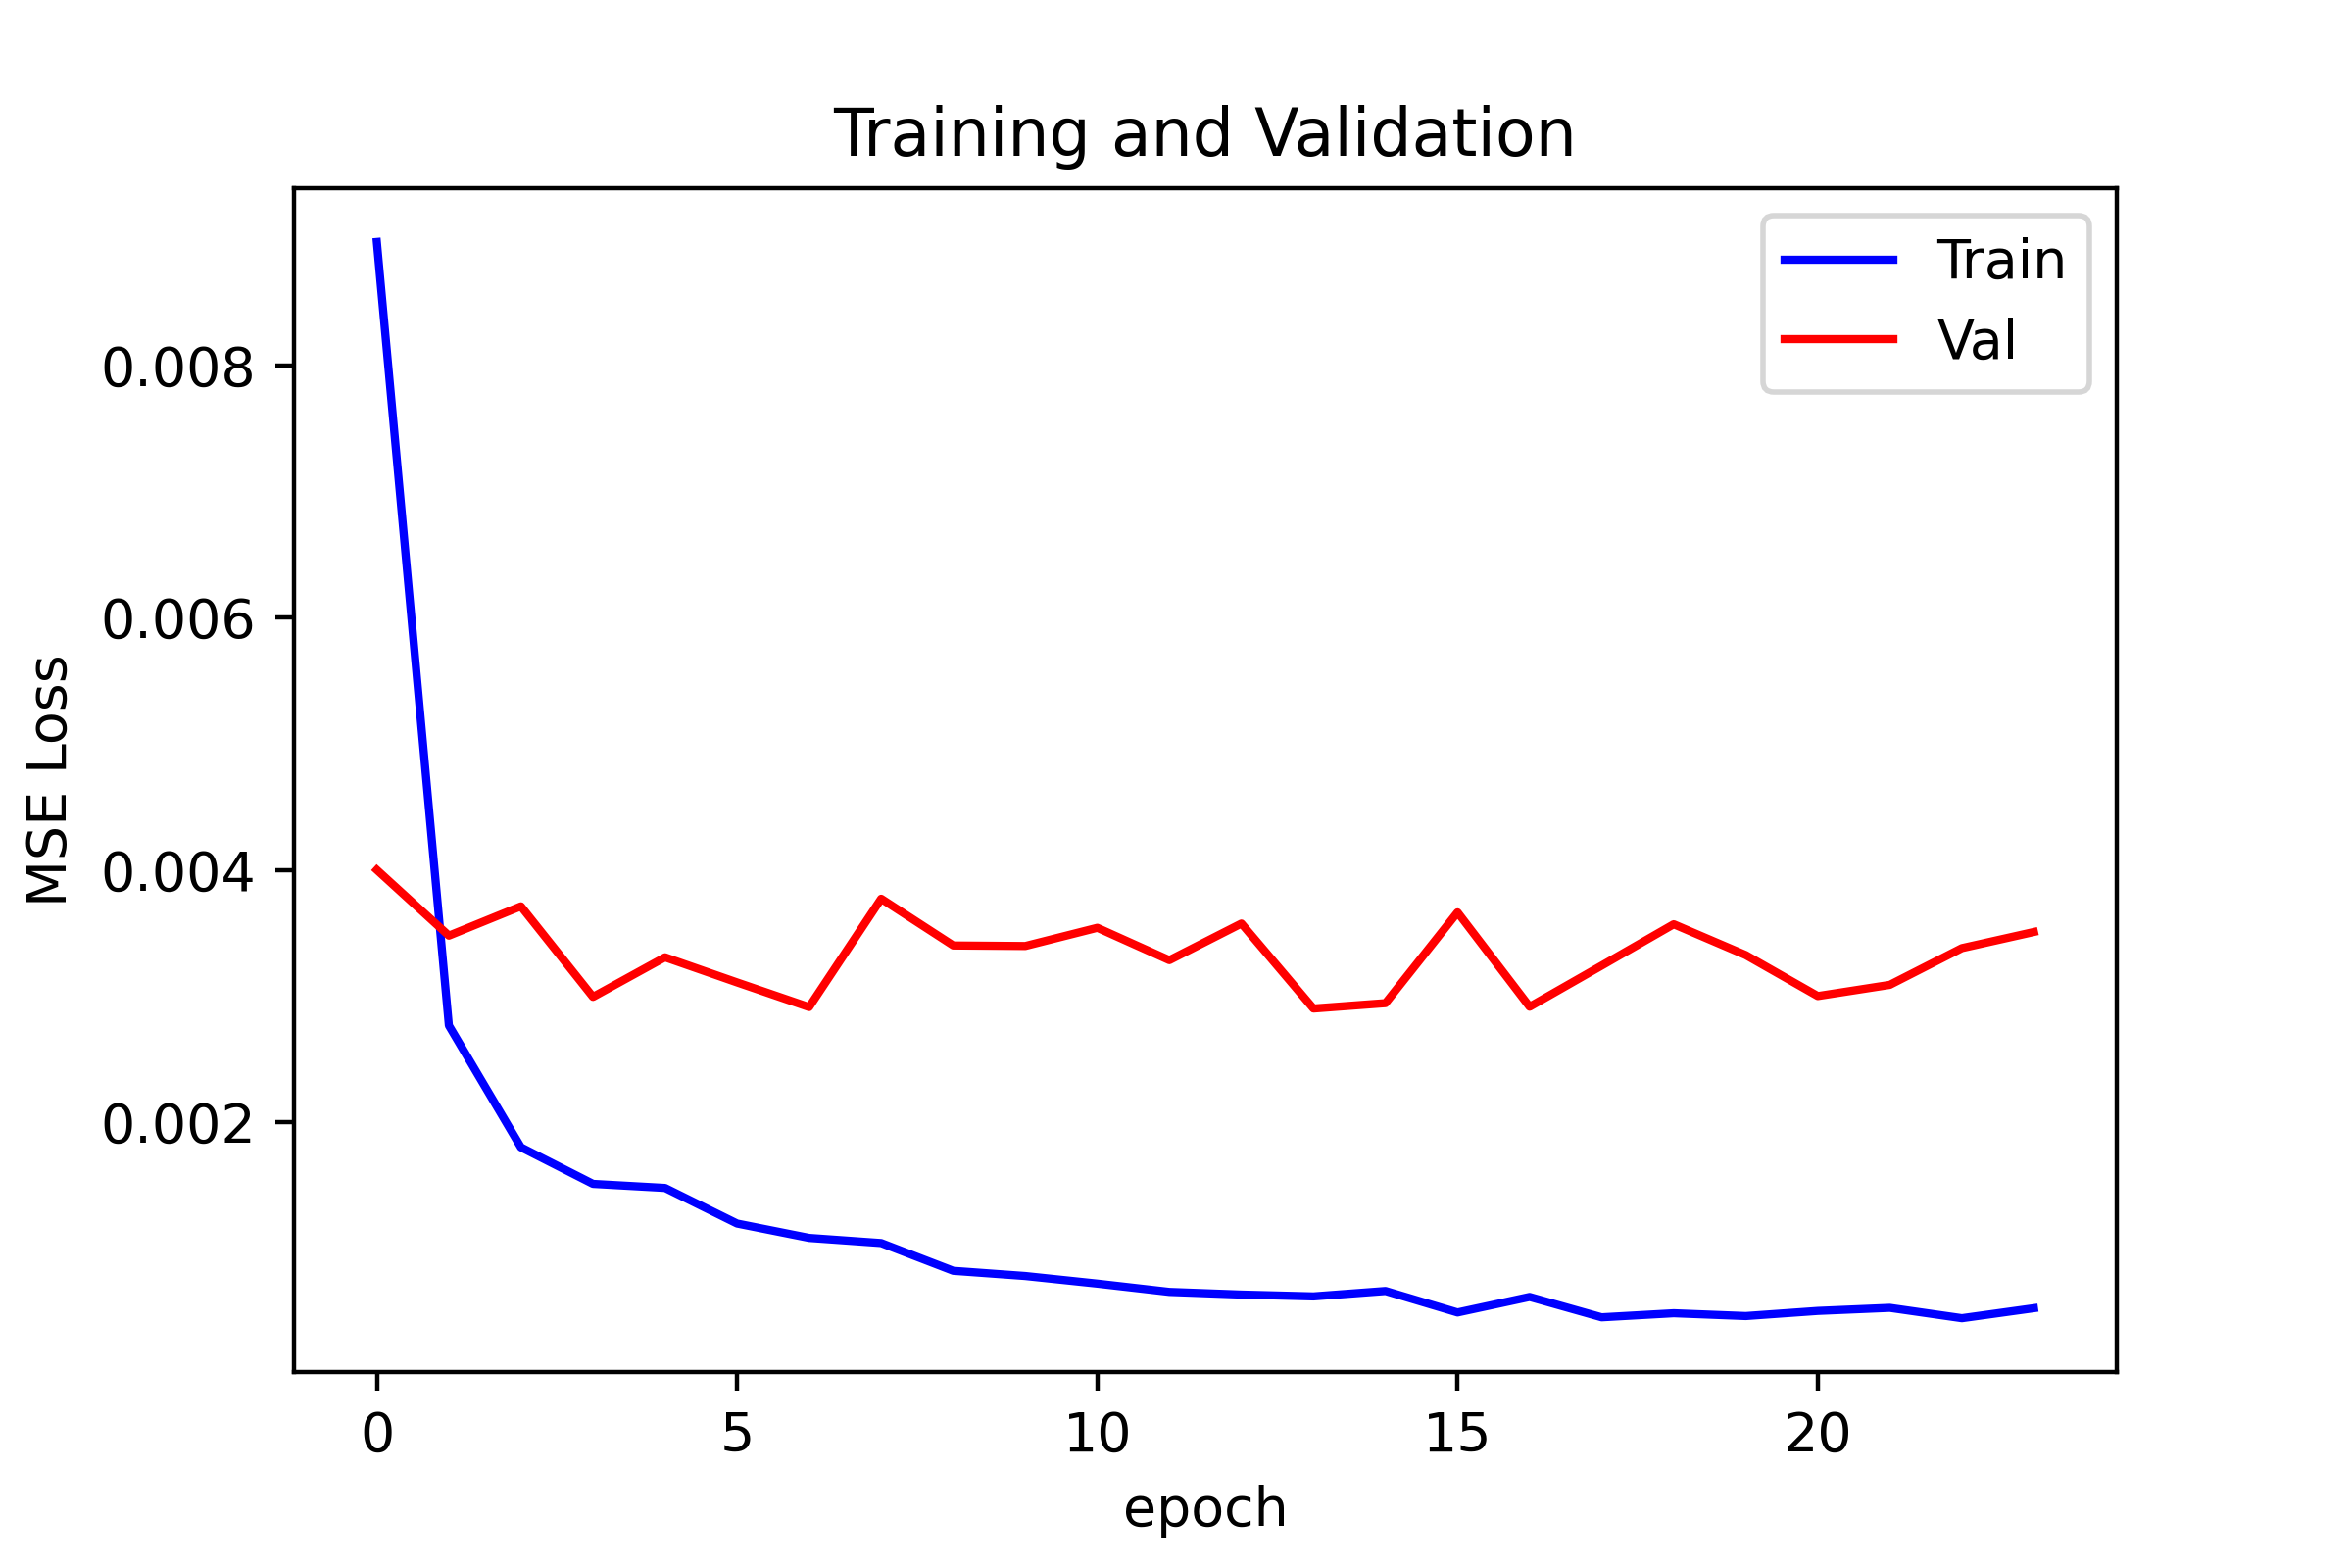 Training and Validation
Train
Val
0.008
0.006
0.004
0.002
MSE Loss
0 5 10 15 20
epoch